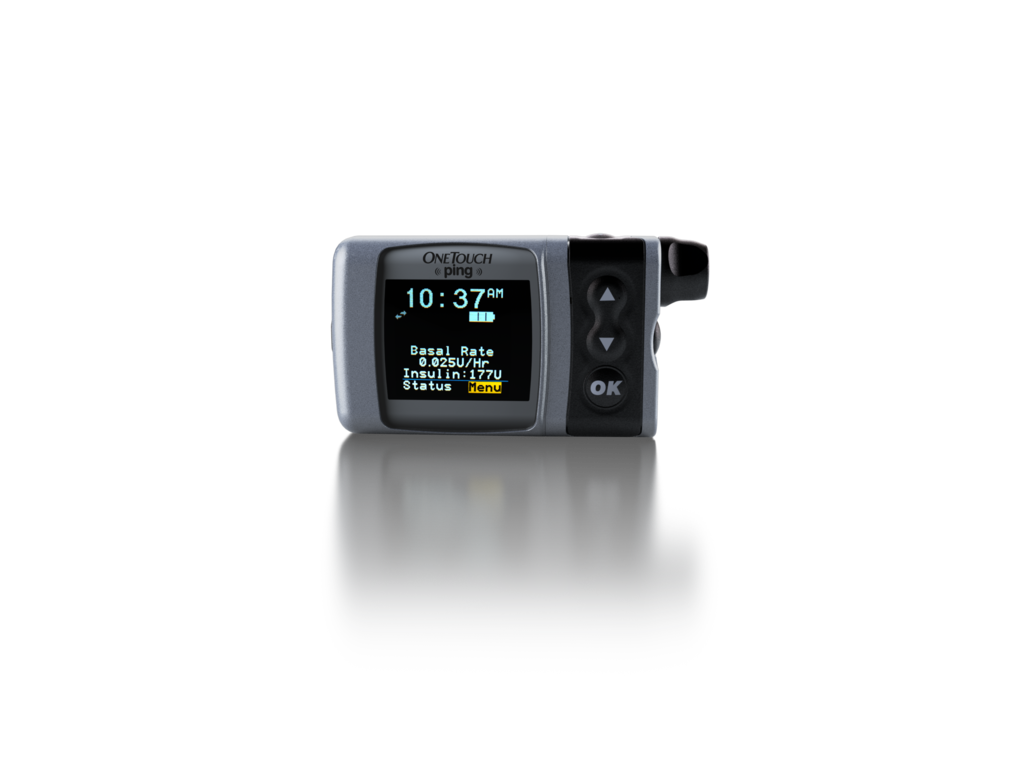 ONETOUCH
ping
10:37AM
Basal Rate
0.025U/Hr
Insulin:177U
Status Menu
OK